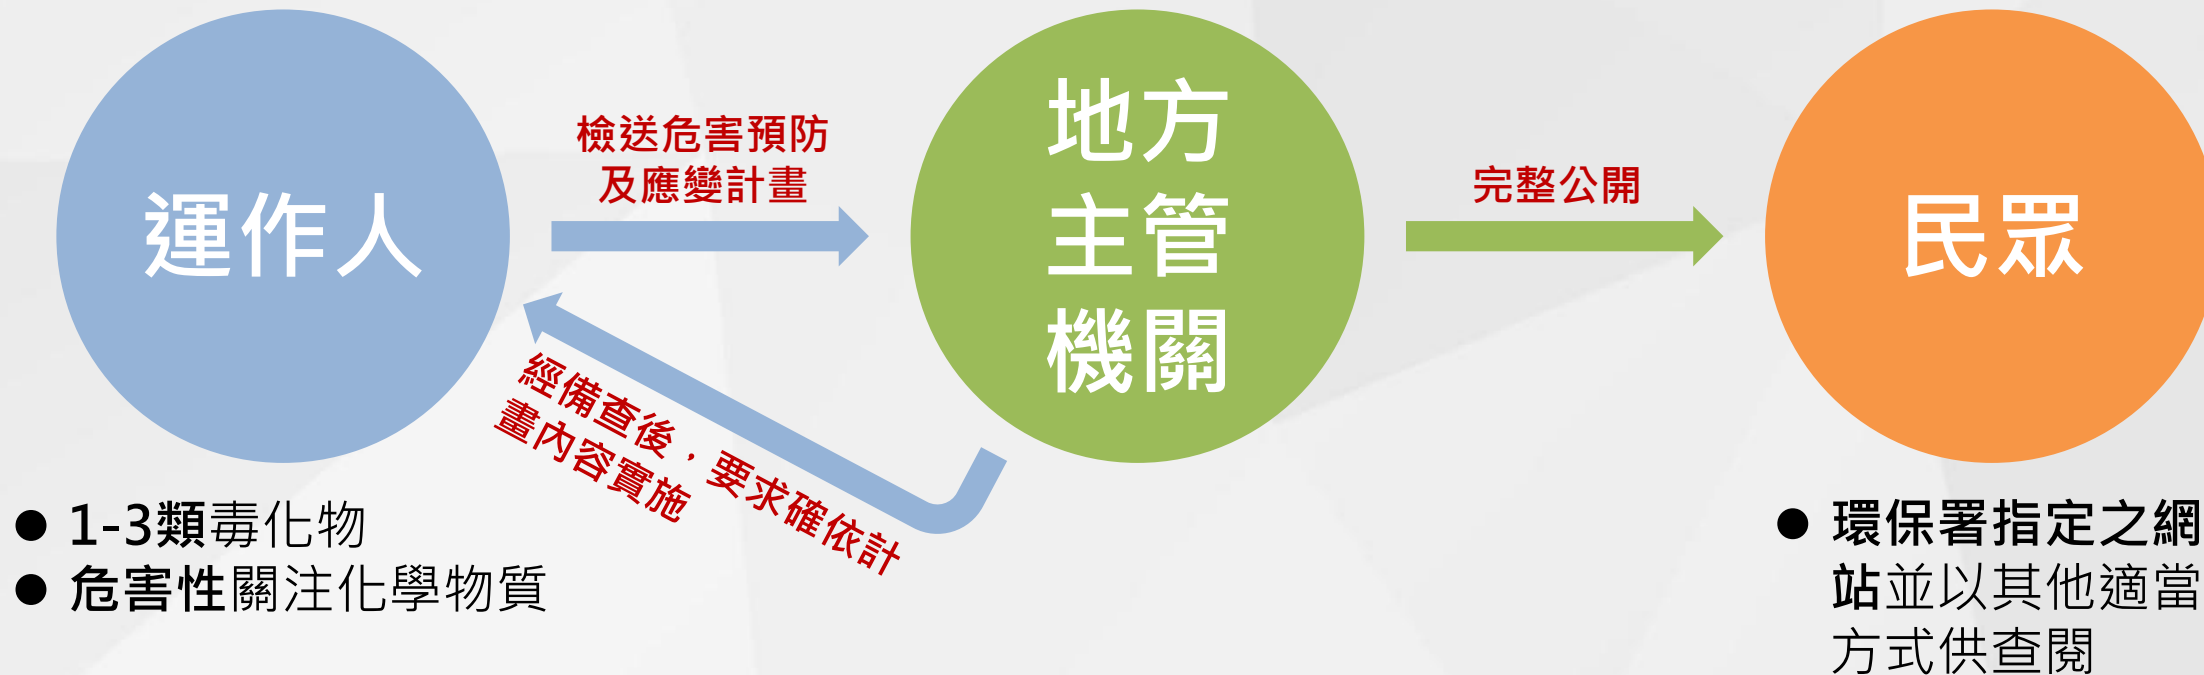 運作人
檢送危害預防
及應變計畫
地方
主管
機關
完整公開
民眾
經備查後，要求確依計
畫內容實施
● 1-3類毒化物
● 危害性關注化學物質
● 環保署指定之網
站並以其他適當
方式供查閱